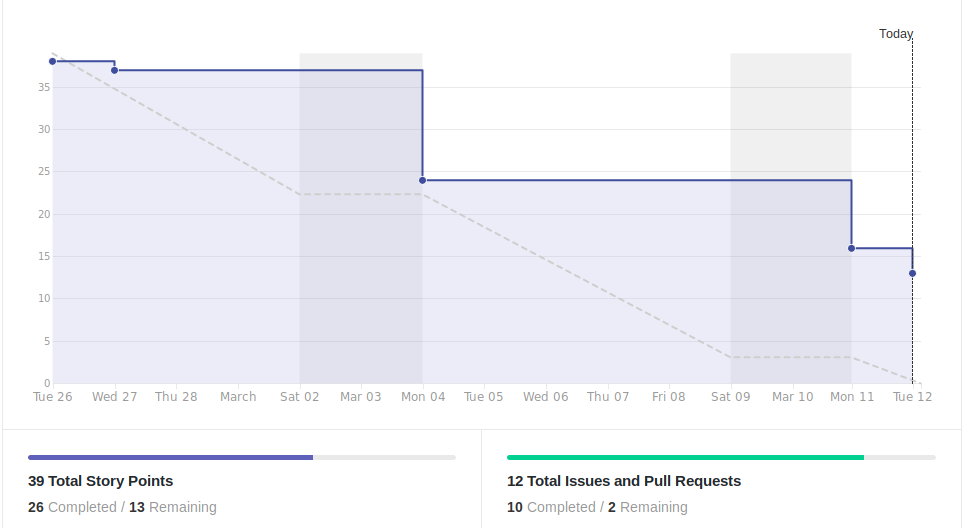 Today
35
30
25
20
15
10
5
0
Tue 26 Wed 27 Thu 28 March Sat 02 Mar 03 Mon 04 Tue 05 Wed 06 Thu 07 Fri 08 Sat 09 Mar 10 Mon 11 Tue 12
39 Total Story Points
26 Completed / 13 Remaining
12 Total Issues and Pull Requests
10 Completed / 2 Remaining